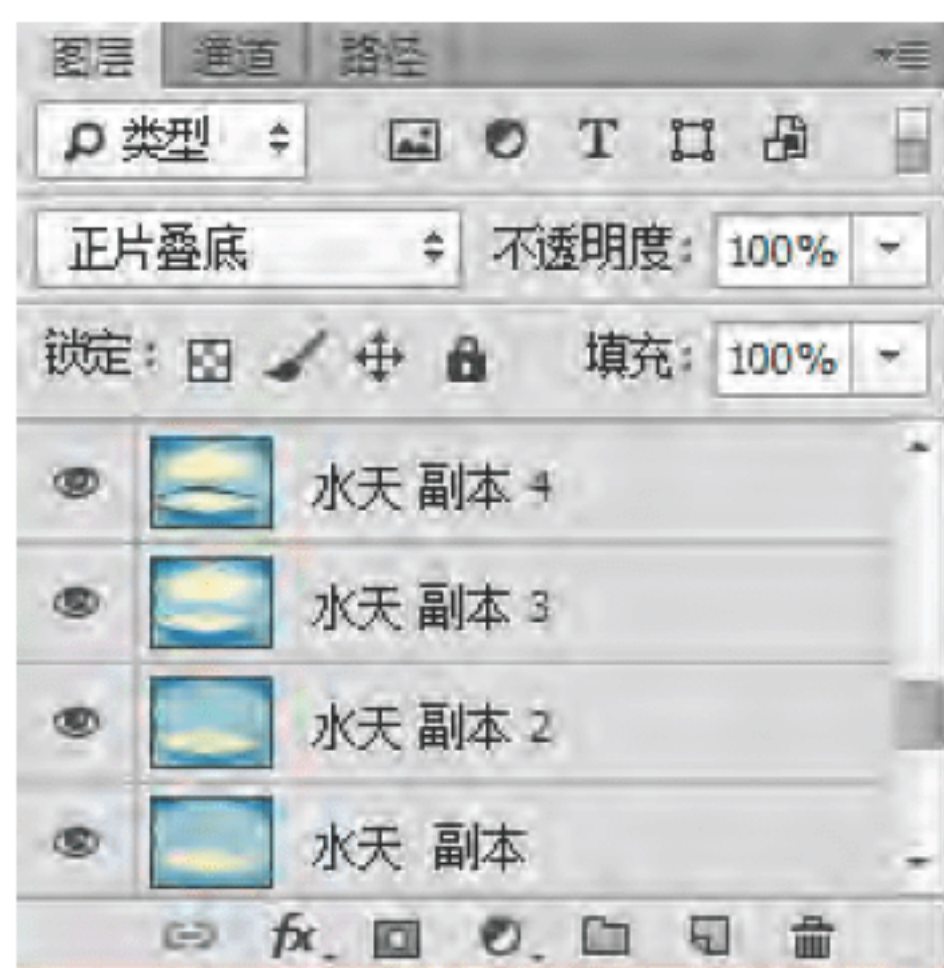 图层 通道 路径
类型 T
正片叠底 不透明度: 100%
锁定: 填充: 100%
水天 副本 4
水天 副本 3
水天 副本 2
水天 副本
fx.